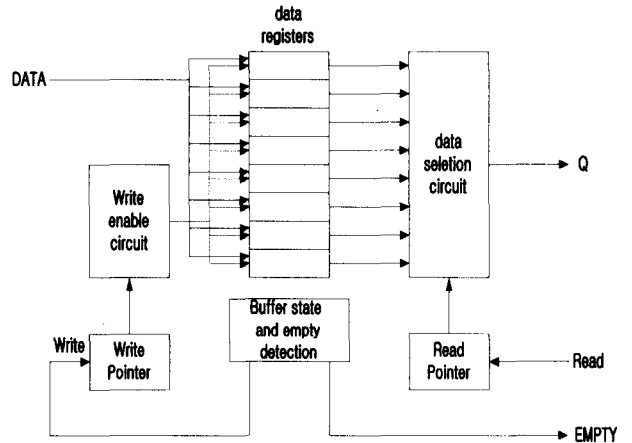 data
registers
DATA
data
seletion
circuit
Q
Write
enable
circuit
Buffer state
and empty
detection
Write
Write
Pointer
Read
Pointer
Read
EMPTY